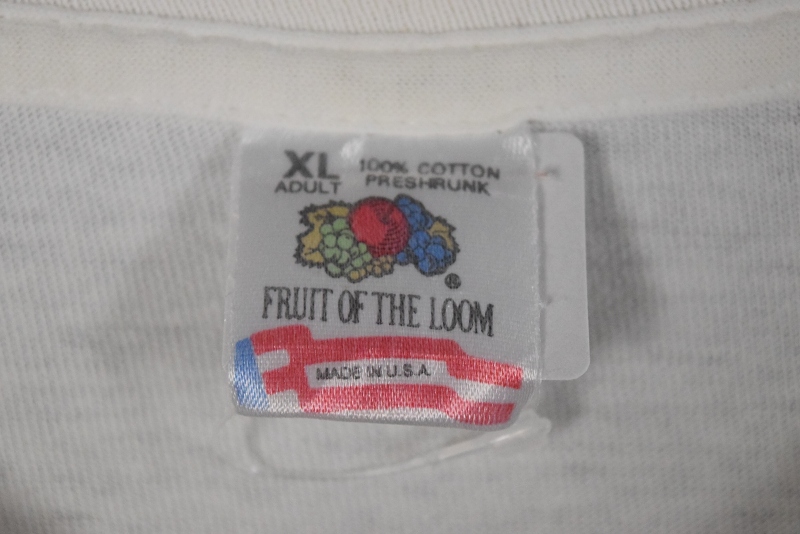 XL 100% COTTON
ADULT PRESHRUNK
®
FRUIT OF THE LOOM
MADE IN U.S.A.